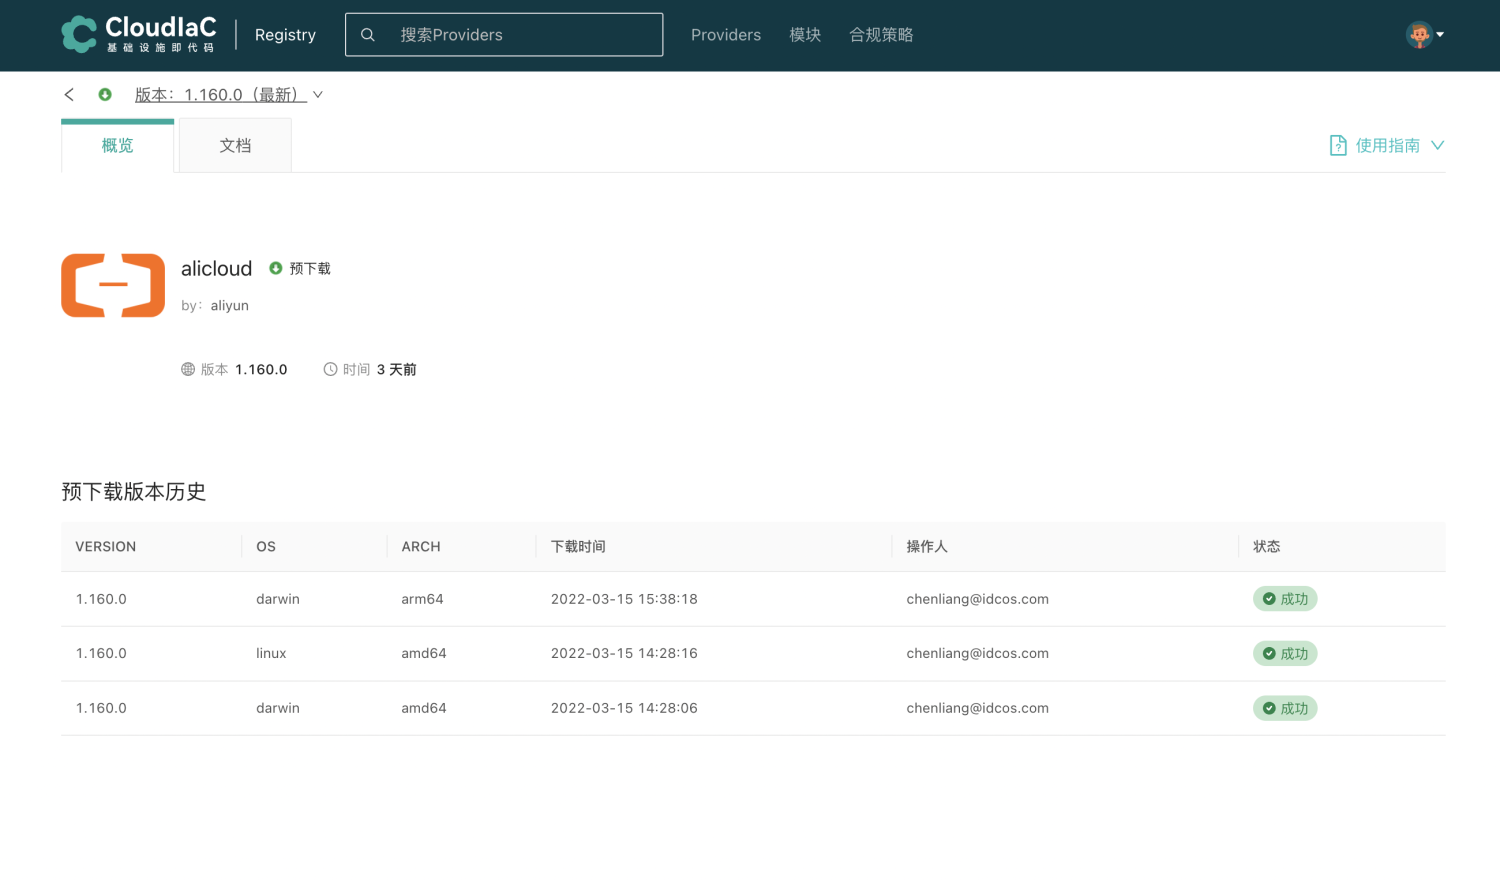 CloudIaC
基础设施即代码
Registry
搜索Providers
Providers
模块
合规策略
版本：1.160.0（最新）
概览
文档
使用指南
alicloud
预下载
by：aliyun
版本 1.160.0
时间 3 天前
预下载版本历史
VERSION OS ARCH 下载时间 操作人 状态
1.160.0 darwin arm64 2022-03-15 15:38:18 chenliang@idcos.com 成功
1.160.0 linux amd64 2022-03-15 14:28:16 chenliang@idcos.com 成功
1.160.0 darwin amd64 2022-03-15 14:28:06 chenliang@idcos.com 成功